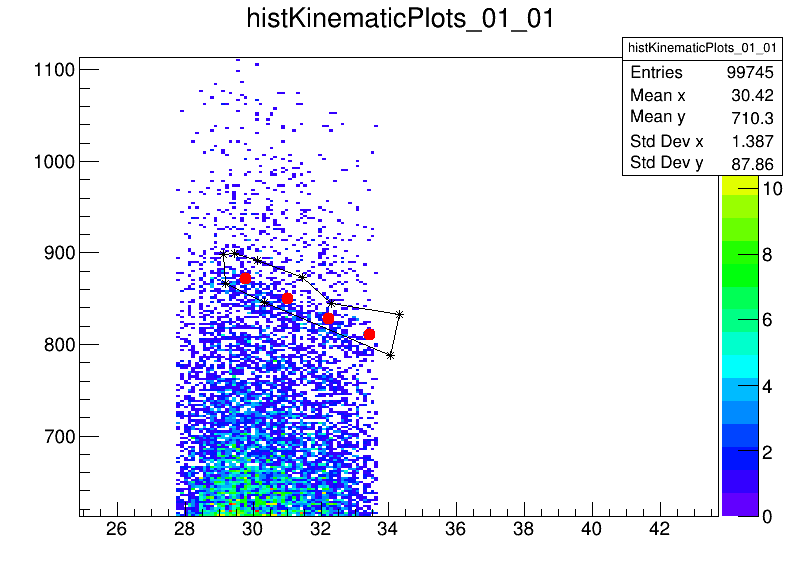 histKinematicPlots_01_01
histKinematicPlots_01_01
Entries 99745
Mean x 30.42
Mean y 710.3
Std Dev x 1.387
Std Dev y 87.86
1100
1000
900
800
700
10
8
6
4
2
0
26 28 30 32 34 36 38 40 42